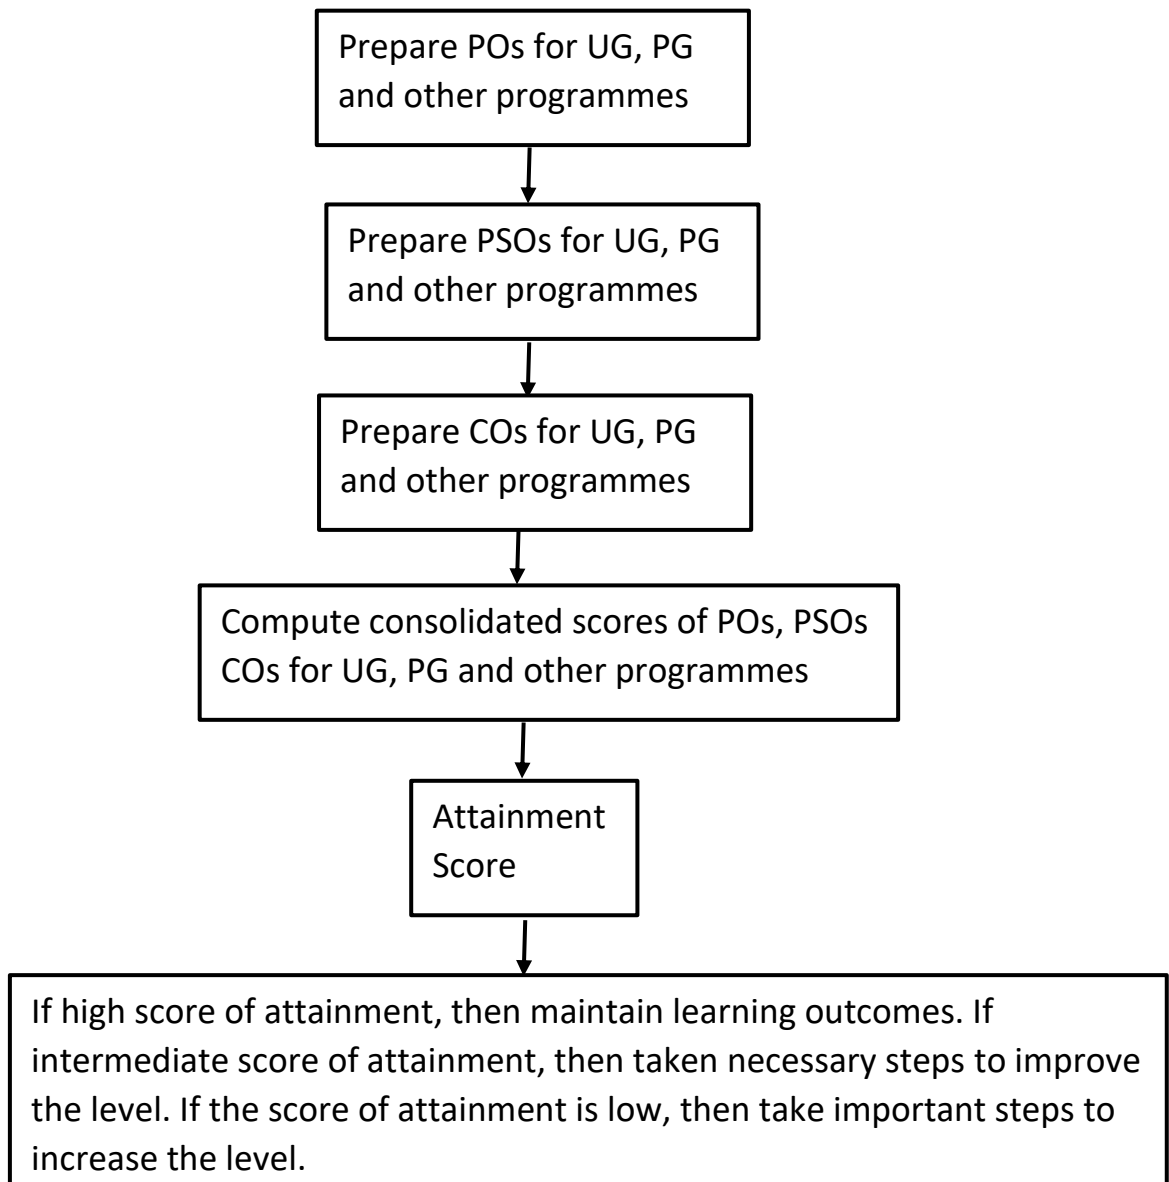 Prepare POs for UG, PG
and other programmes
Prepare PSOs for UG, PG
and other programmes
Prepare COs for UG, PG
and other programmes
Compute consolidated scores of POs, PSOs
COs for UG, PG and other programmes
Attainment
Score
If high score of attainment, then maintain learning outcomes. If
intermediate score of attainment, then taken necessary steps to improve
the level. If the score of attainment is low, then take important steps to
increase the level.